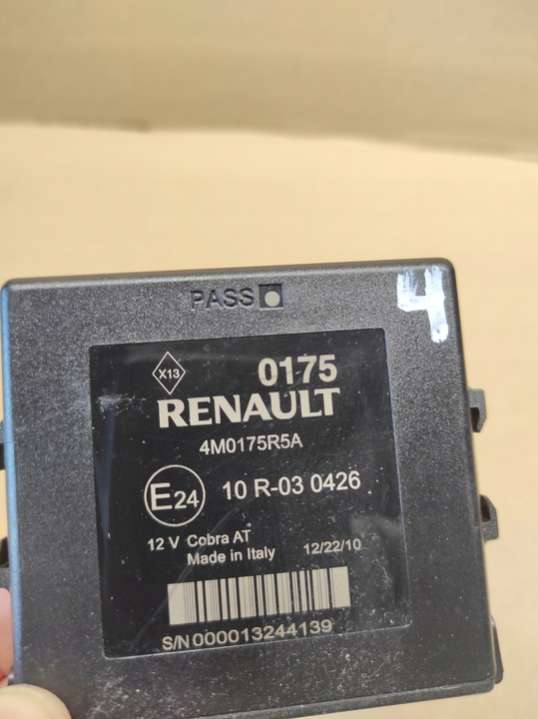 PASS
4
X13
0175
RENAULT
4M0175R5A
E24 10 R-03 0426
12 V Cobra AT
Made in Italy 12/22/10
S/N 000013244139